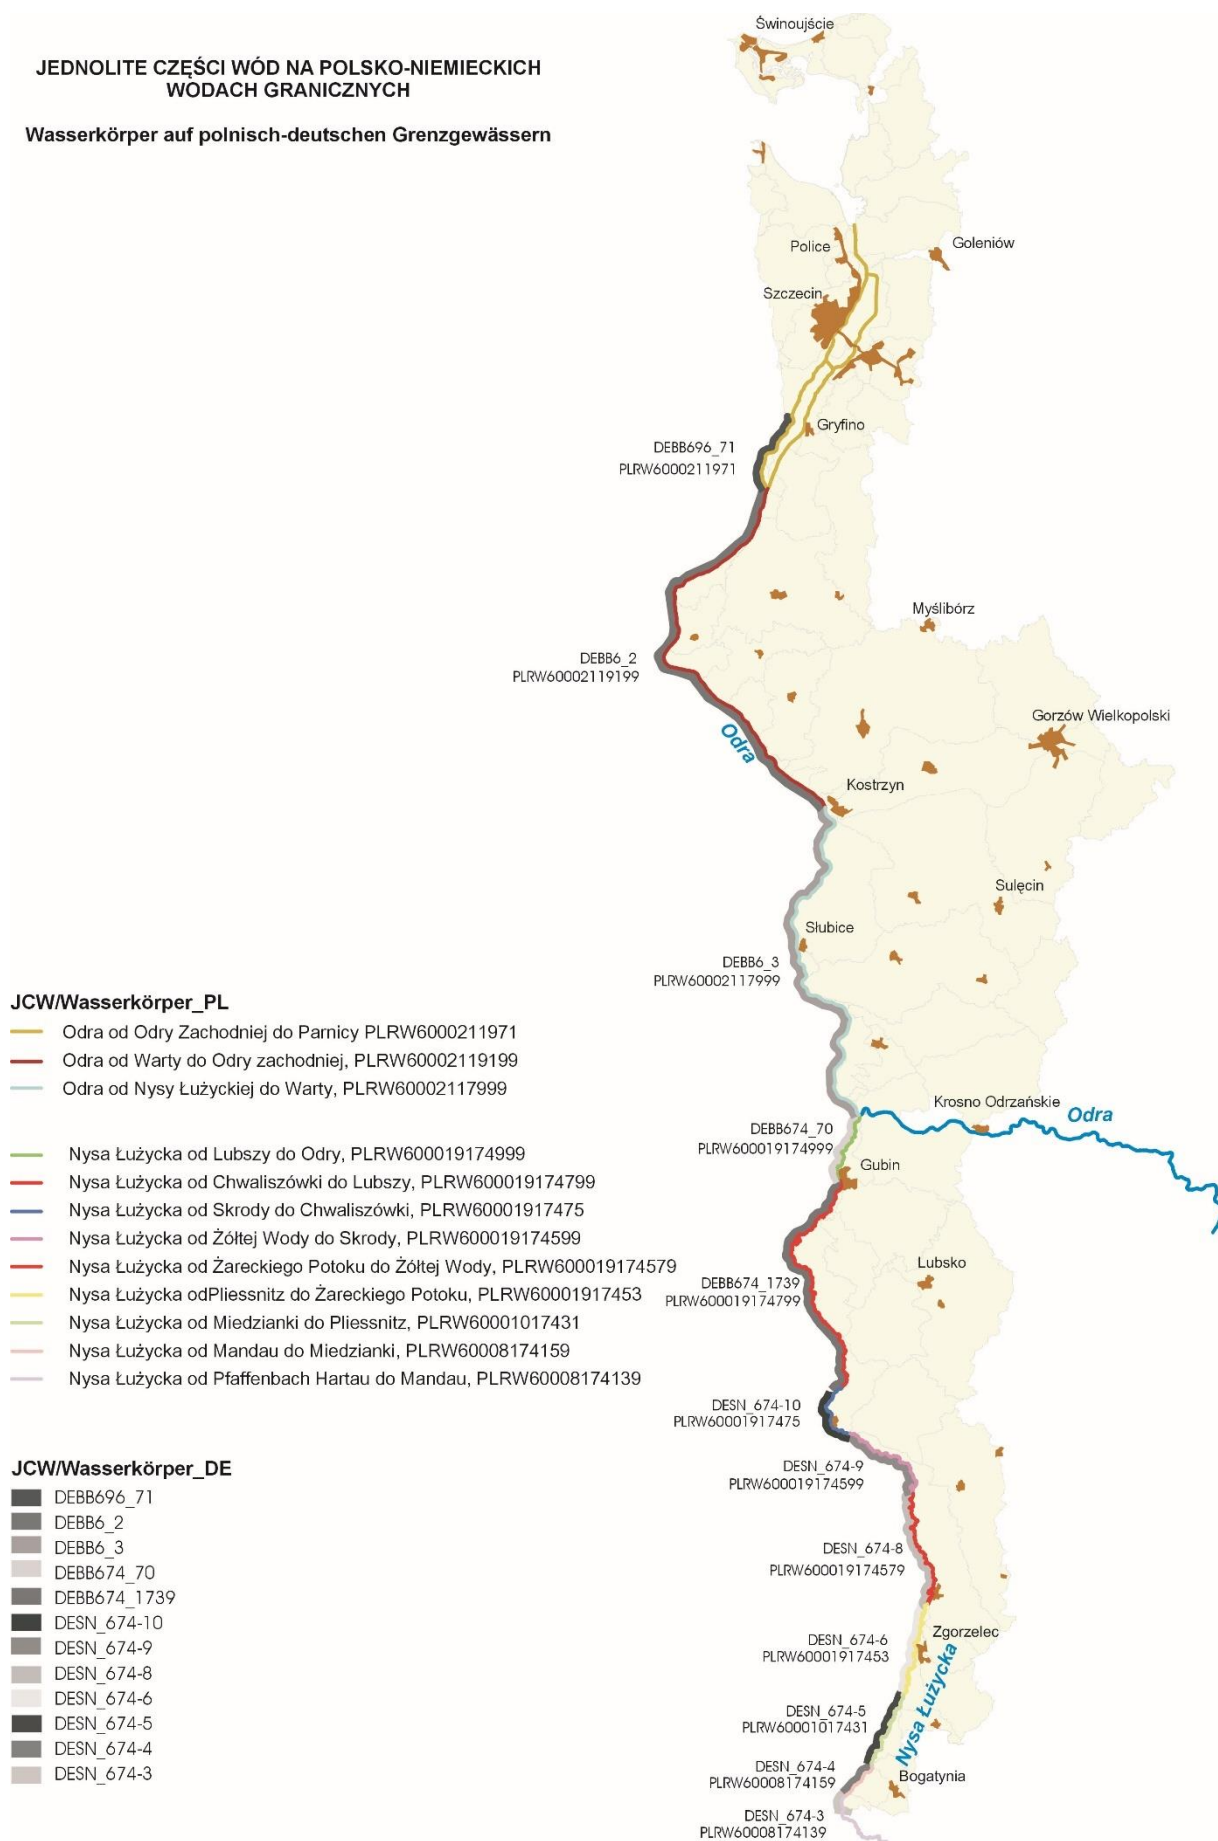 JEDNOLITE CZĘŚCI WÓD NA POLSKO-NIEMIECKICH
WODACH GRANICZNYCH
Wasserkörper auf polnisch-deutschen Grenzgewässern
Świnoujście
Police
Goleniów
Szczecin
Gryfino
DEBB696_71
PLRW6000211971
Myślibórz
DEBB6_2
PLRW60002119199
Gorzów Wielkopolski
Odra
Kostrzyn
Sulęcin
Słubice
DEBB6_3
PLRW60002117999
Krosno Odrzańskie
Odra
DEBB674_70
PLRW600019174999
Gubin
Lubsko
DEBB674_1739
PLRW600019174799
DESN_674-10
PLRW60001917475
DESN_674-9
PLRW600019174599
DESN_674-8
PLRW600019174579
Zgorzelec
DESN_674-6
PLRW60001917453
Nysa Łużycka
DESN_674-5
PLRW60001017431
DESN_674-4
PLRW60008174159
Bogatynia
DESN_674-3
PLRW60008174139
JCW/Wasserkörper_PL
Odra od Odry Zachodniej do Parnicy PLRW6000211971
Odra od Warty do Odry zachodniej, PLRW60002119199
Odra od Nysy Łużyckiej do Warty, PLRW60002117999
Nysa Łużycka od Lubszy do Odry, PLRW600019174999
Nysa Łużycka od Chwaliszówki do Lubszy, PLRW600019174799
Nysa Łużycka od Skrody do Chwaliszówki, PLRW60001917475
Nysa Łużycka od Żółtej Wody do Skrody, PLRW600019174599
Nysa Łużycka od Żareckiego Potoku do Żółtej Wody, PLRW600019174579
Nysa Łużycka odPliessnitz do Żareckiego Potoku, PLRW60001917453
Nysa Łużycka od Miedzianki do Pliessnitz, PLRW60001017431
Nysa Łużycka od Mandau do Miedzianki, PLRW60008174159
Nysa Łużycka od Pfaffenbach Hartau do Mandau, PLRW60008174139
JCW/Wasserkörper_DE
DEBB696_71
DEBB6_2
DEBB6_3
DEBB674_70
DEBB674_1739
DESN_674-10
DESN_674-9
DESN_674-8
DESN_674-6
DESN_674-5
DESN_674-4
DESN_674-3